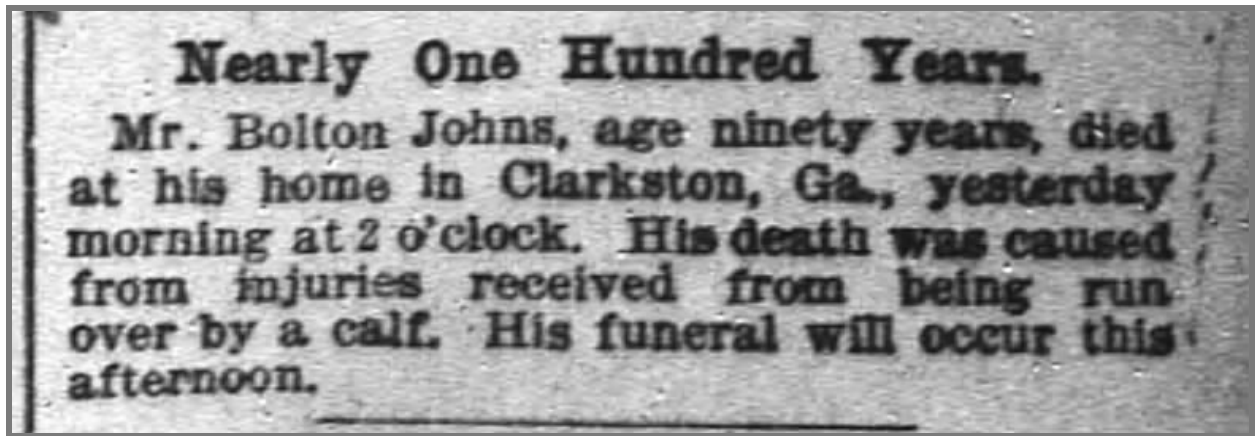 Nearly One Hundred Years.
Mr. Bolton Johns, age ninety years, died
at his home in Clarkston, Ga., yesterday
morning at 2 o'clock. His death was caused
from injuries received from being run
over by a calf. His funeral will occur this
afternoon.